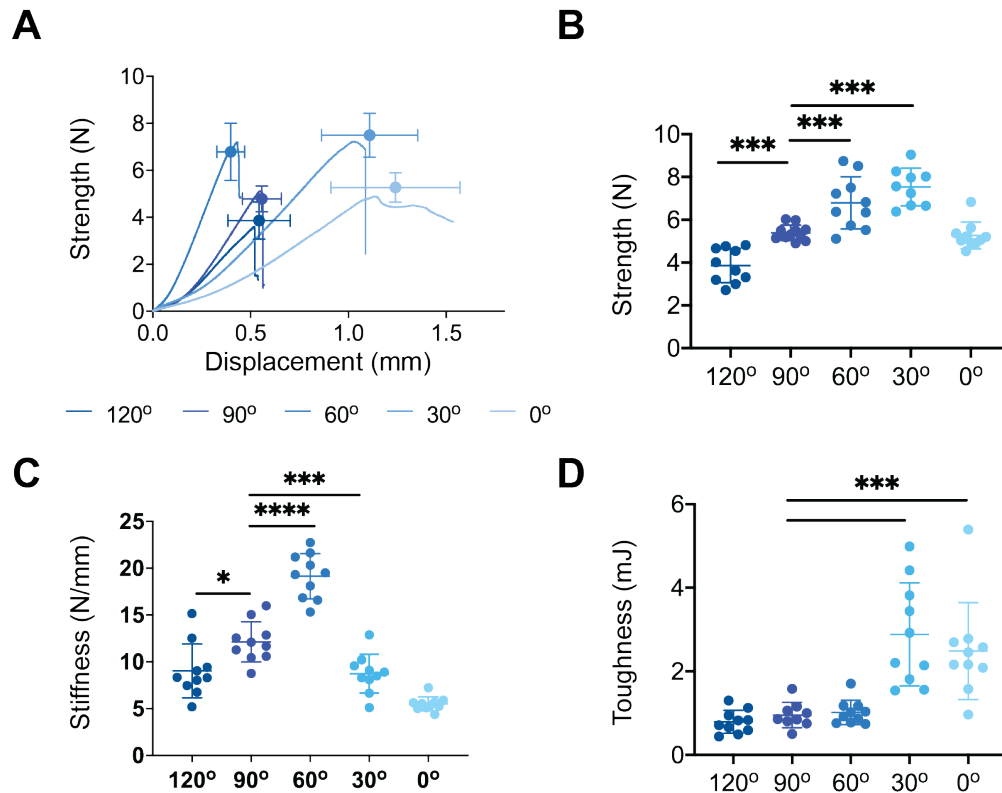 A
Strength (N)
10
8
6
4
2
0
0.0 0.5 1.0 1.5
Displacement (mm)
120º 90º 60º 30º 0º
B
***
***
***
Strength (N)
10
8
6
4
2
0
120º 90º 60º 30º 0º
C
***
****
*
Stiffness (N/mm)
25
20
15
10
5
0
120º 90º 60º 30º 0º
D
***
Toughness (mJ)
6
4
2
0
120º 90º 60º 30º 0º